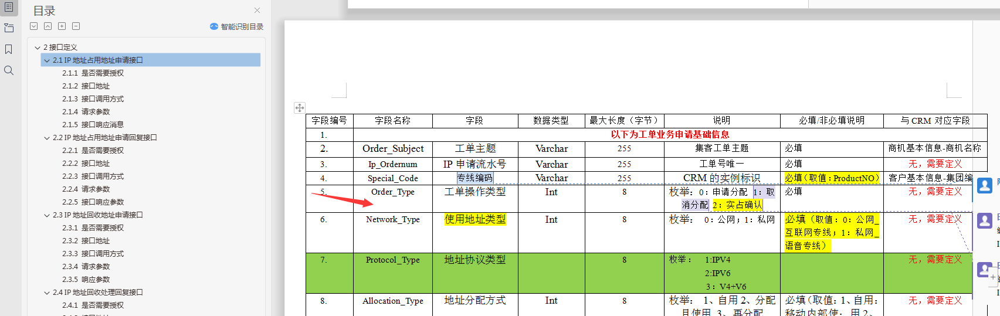 目录
智能识别目录
2 接口定义
2.1 IP 地址占用地址申请接口
2.1.1 是否需要授权
2.1.2 接口地址
2.1.3 接口调用方式
2.1.4 请求参数
2.1.5 接口响应消息
2.2 IP 地址占用地址申请回复接口
2.2.1 是否需要授权
2.2.2 接口地址
2.2.3 接口调用方式
2.2.4 请求参数
2.2.5 接口响应参数
2.3 IP 地址回收地址申请接口
2.3.1 是否需要授权
2.3.2 接口地址
2.3.3 接口调用方式
2.3.4 请求参数
2.3.5 响应参数
2.4 IP 地址回收处理回复接口
2.4.1 是否需要授权
字段编号 字段名称 字段 数据类型 最大长度（字节） 说明 必填/非必填说明 与 CRM 对应字段
1. 以下为工单业务申请基础信息
2. Order_Subject 工单主题 Varchar 255 集客工单主题 必填 商机基本信息-商机名称
3. Ip_Ordernum IP 申请流水号 Varchar 255 工单号唯一 必填 无，需要定义
4. Special_Code 专线编码 Varchar 255 CRM 的实例标识 必填（取值：ProductNO） 客户基本信息-集团编
5. Order_Type 工单操作类型 Int 8 枚举：0：申请分配 1：取 必填 无，需要定义
消分配 2：实占确认
6. Network_Type 使用地址类型 Int 8 枚举： 0：公网；1：私网 必填（取值：0：公网_ 无，需要定义
互联网专线；1：私网_
语音专线）
7. Protocol_Type 地址协议类型 8 枚举： 1:IPV4 无，需要定义
2:IPV6
3：V4+V6
8. Allocation_Type 地址分配方式 Int 8 枚举： 1、自用 2、分配 必填（取值：1、自用： 无，需要定义
且使用 3、再分配 移动内部使；用 2、